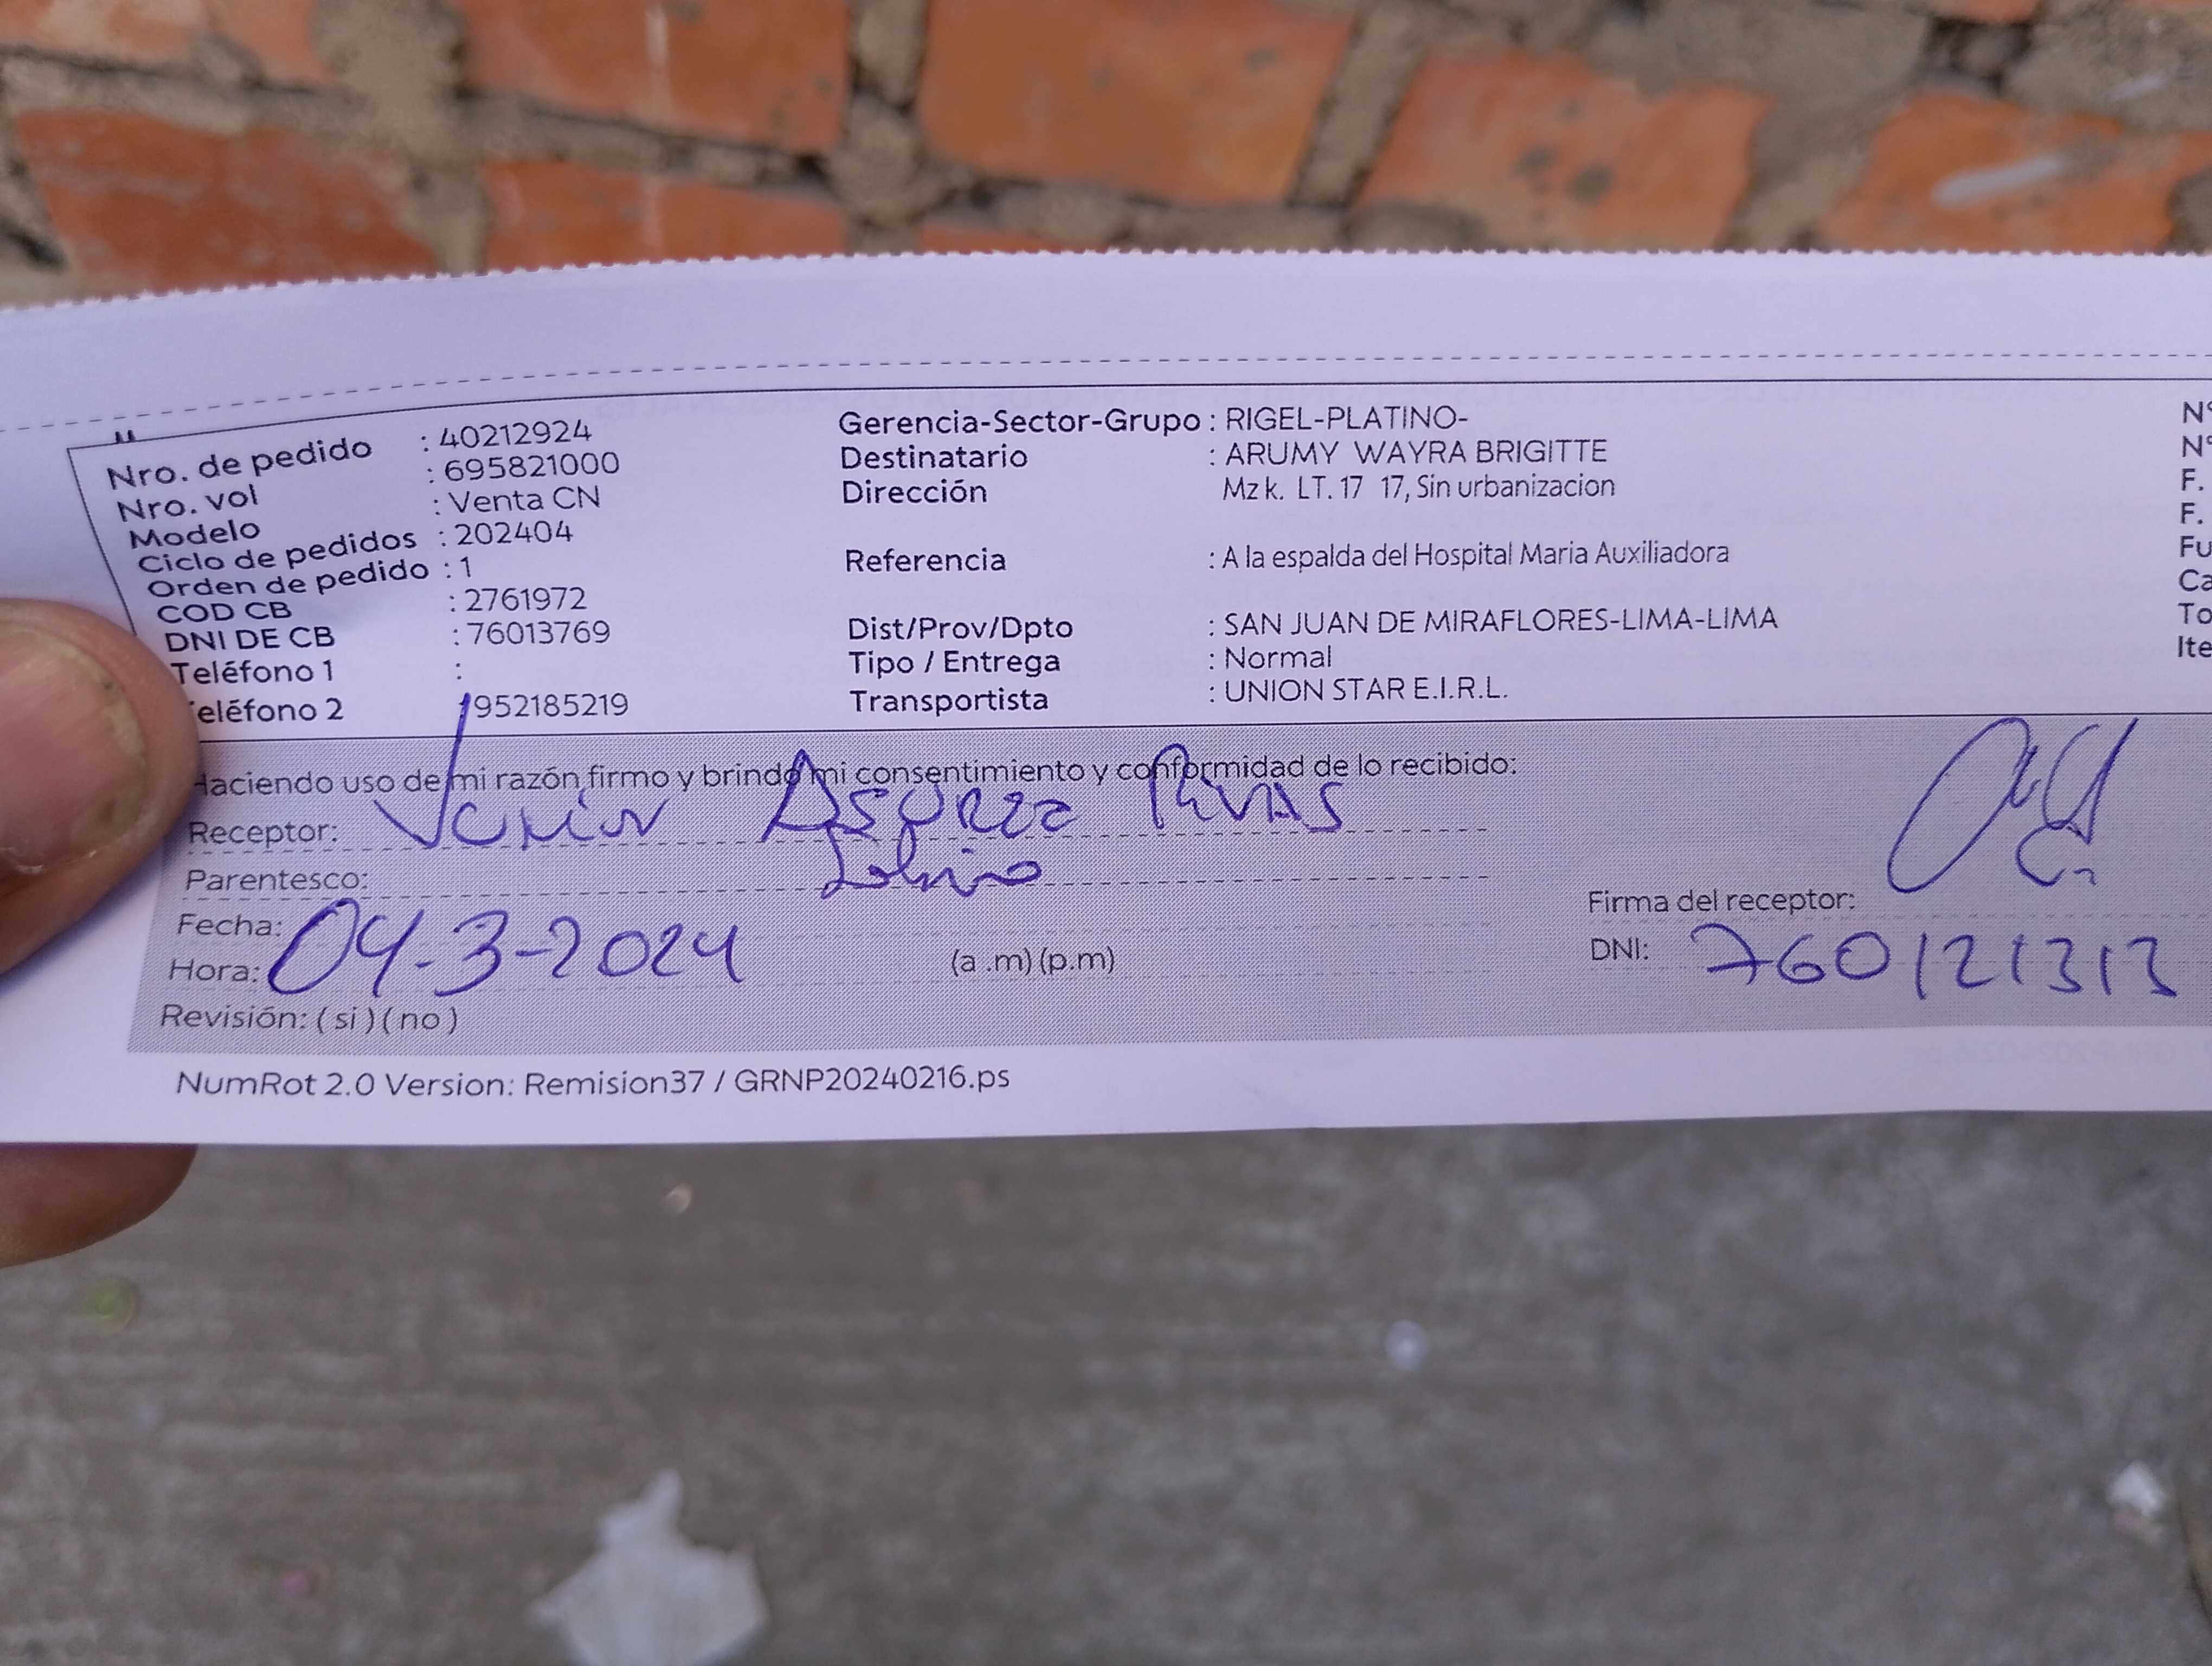 Nro. de pedido : 40212924
Nro. vol : 695821000
Modelo : Venta CN
Ciclo de pedidos : 202404
Orden de pedido : 1
COD CB : 2761972
DNI DE CB : 76013769
Teléfono 1 :
eléfono 2 952185219
Gerencia-Sector-Grupo : RIGEL-PLATINO-
Destinatario : ARUMY WAYRA BRIGITTE
Dirección Mz k. LT. 17 17, Sin urbanizacion
Referencia : A la espalda del Hospital Maria Auxiliadora
Dist/Prov/Dpto : SAN JUAN DE MIRAFLORES-LIMA-LIMA
Tipo / Entrega : Normal
Transportista : UNION STAR E.I.R.L.
N°
N°
F.
F.
Fu
Ca
To
Ite
Haciendo uso de mi razón firmo y brindo mi consentimiento y conformidad de lo recibido:
Receptor: Rivas
Parentesco:
Fecha: 04-3-2024
Hora: (a .m) (p.m)
Revisión: ( si ) ( no )
Firma del receptor:
DNI:
NumRot 2.0 Version: Remision37 / GRNP20240216.ps